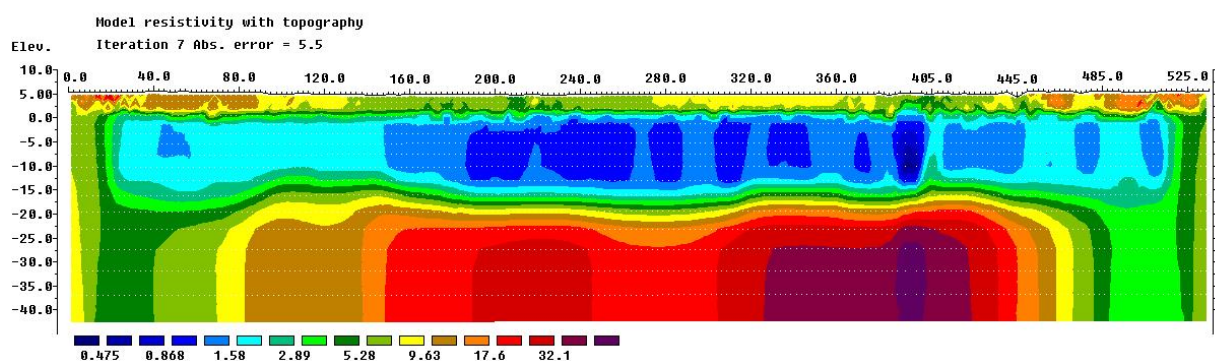 Model resistivity with topography
Elev. Iteration 7 Abs. error = 5.5
10.0 0.0 40.0 80.0 120.0 160.0 200.0 240.0 280.0 320.0 360.0 405.0 445.0 485.0 525.0
5.00
0.0
-5.0
-10.0
-15.0
-20.0
-25.0
-30.0
-35.0
-40.0
0.475 0.868 1.58 2.89 5.28 9.63 17.6 32.1